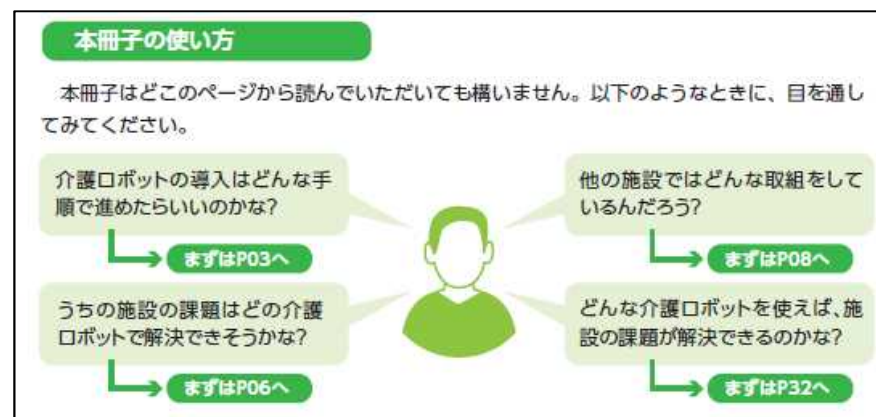 本冊子の使い方
本冊子はどこのページから読んでいただいても構いません。以下のようなときに、目を通し
てみてください。
介護ロボットの導入はどんな手
順で進めたらいいのかな?
まずはP03へ
他の施設ではどんな取組をして
いるんだろう?
まずはP08へ
うちの施設の課題はどの介護
ロボットで解決できそうかな?
まずはP06へ
どんな介護ロボットを使えば、施
設の課題が解決できるのかな?
まずはP32へ